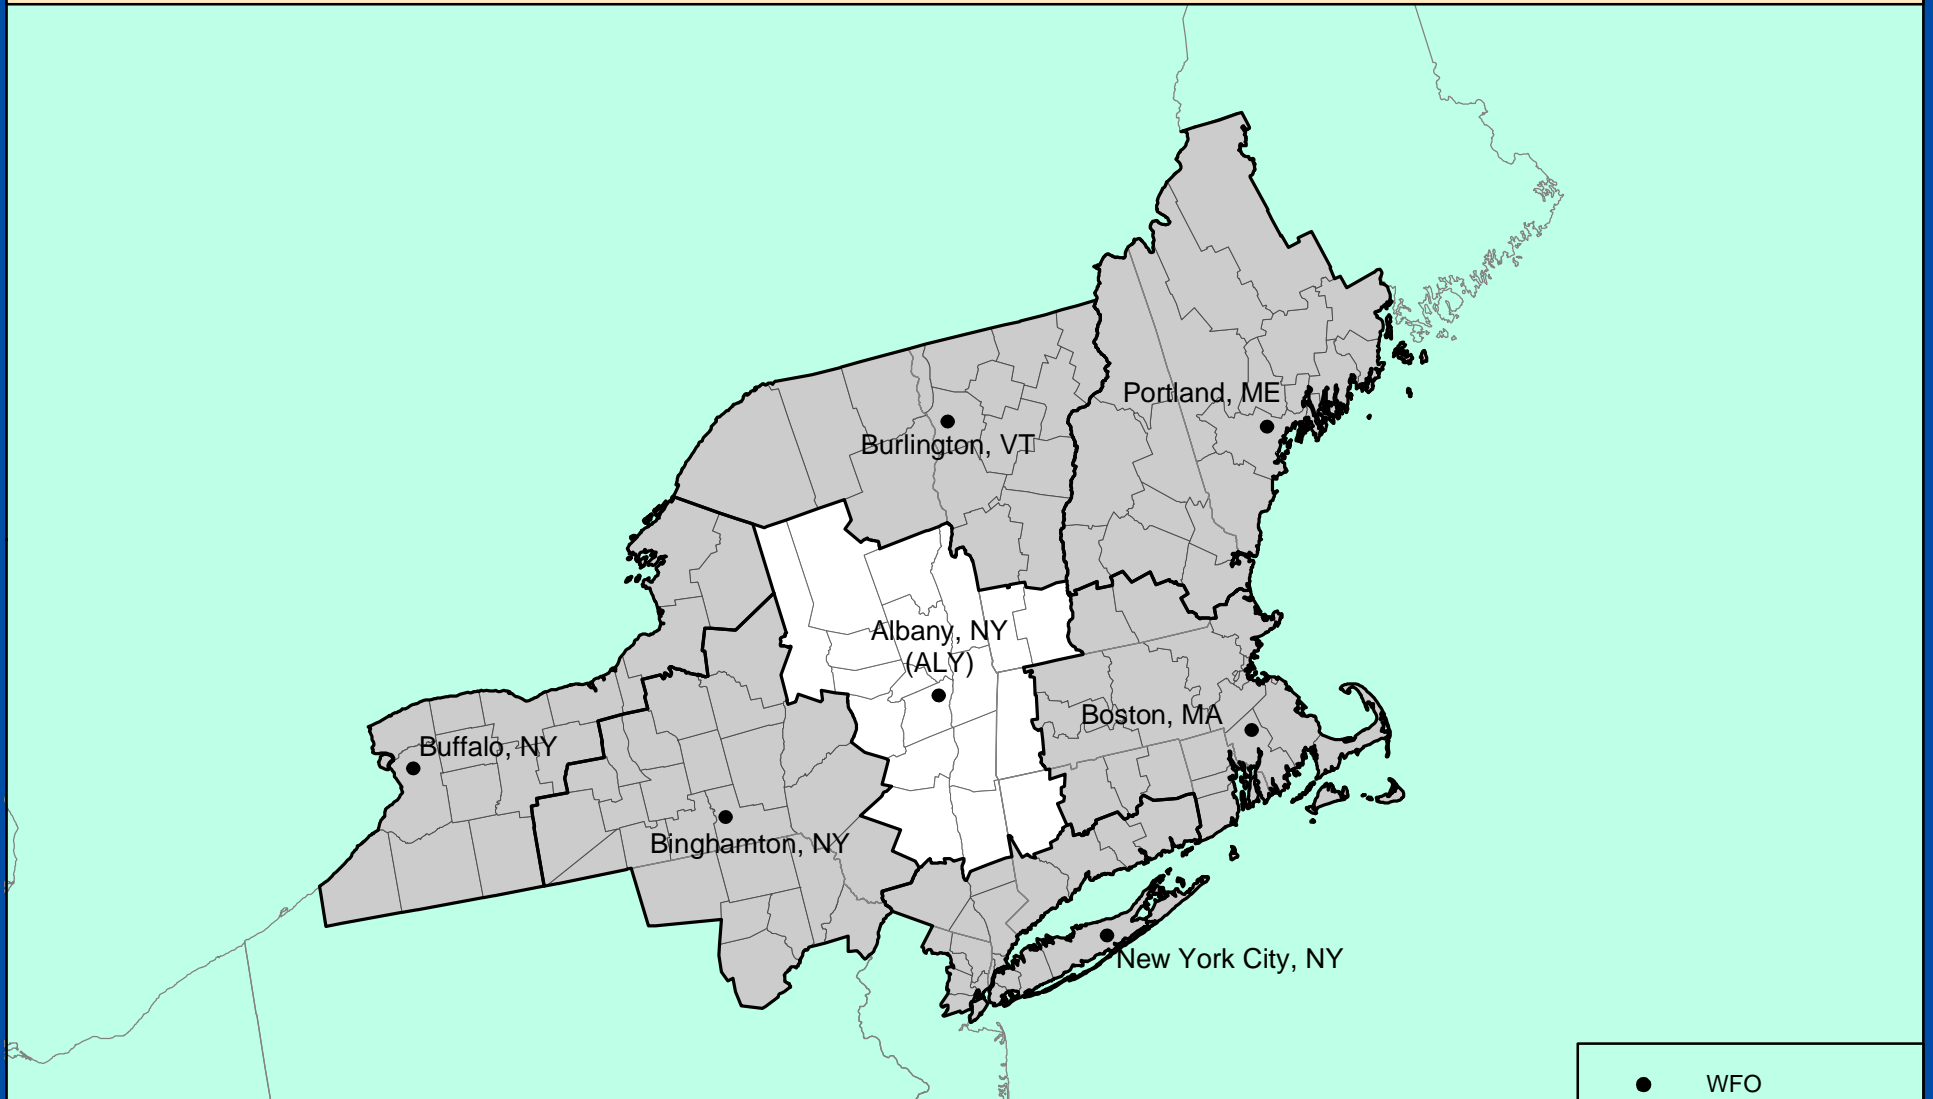 Portland, ME
Burlington, VT
Albany, NY
(ALY)
Boston, MA
Buffalo, NY
Binghamton, NY
New York City, NY
WFO